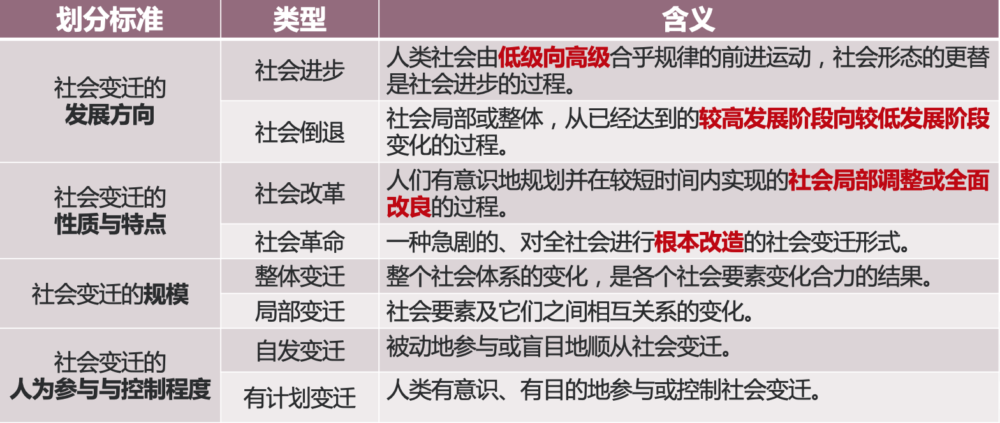 划分标准 类型 含义
社会变迁的
发展方向
社会进步
人类社会由低级向高级合乎规律的前进运动，社会形态的更替
是社会进步的过程。
社会倒退
社会局部或整体，从已经达到的较高发展阶段向较低发展阶段
变化的过程。
社会变迁的
性质与特点
社会改革
人们有意识地规划并在较短时间内实现的社会局部调整或全面
改良的过程。
社会革命
一种急剧的、对全社会进行根本改造的社会变迁形式。
社会变迁的规模
整体变迁
整个社会体系的变化，是各个社会要素变化合力的结果。
局部变迁
社会要素及它们之间相互关系的变化。
社会变迁的
人为参与与控制程度
自发变迁
被动地参与或盲目地顺从社会变迁。
有计划变迁
人类有意识、有目的地参与或控制社会变迁。